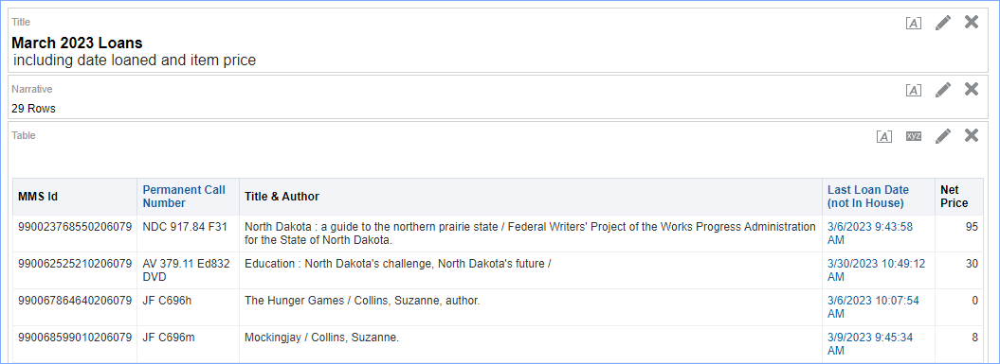 Title
[A]
March 2023 Loans
including date loaned and item price
Narrative
[A]
29 Rows
Table
[A] xyz
MMS Id
Permanent Call
Number
Title & Author
Last Loan Date
(not In House)
Net
Price
990023768550206079
NDC 917.84 F31
North Dakota : a guide to the northern prairie state / Federal Writers' Project of the Works Progress Administration
for the State of North Dakota.
3/6/2023 9:43:58
AM
95
990062525210206079
AV 379.11 Ed832
DVD
Education : North Dakota's challenge, North Dakota's future /
3/30/2023 10:49:12
AM
30
990067864640206079
JF C696h
The Hunger Games / Collins, Suzanne, author.
3/6/2023 10:07:54
AM
0
990068599010206079
JF C696m
Mockingjay / Collins, Suzanne.
3/9/2023 9:45:34
AM
8